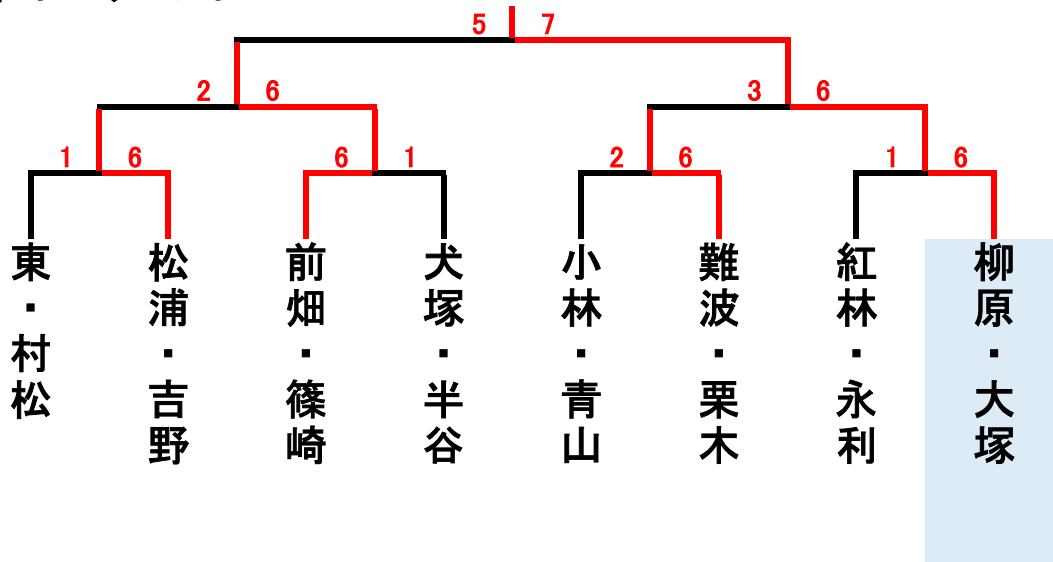 5 7
2 6
3 6
1 6
6 1
2 6
1 6
東・村松
松浦・吉野
前畑・篠崎
犬塚・半谷
小林・青山
難波・栗木
紅林・永利
柳原・大塚